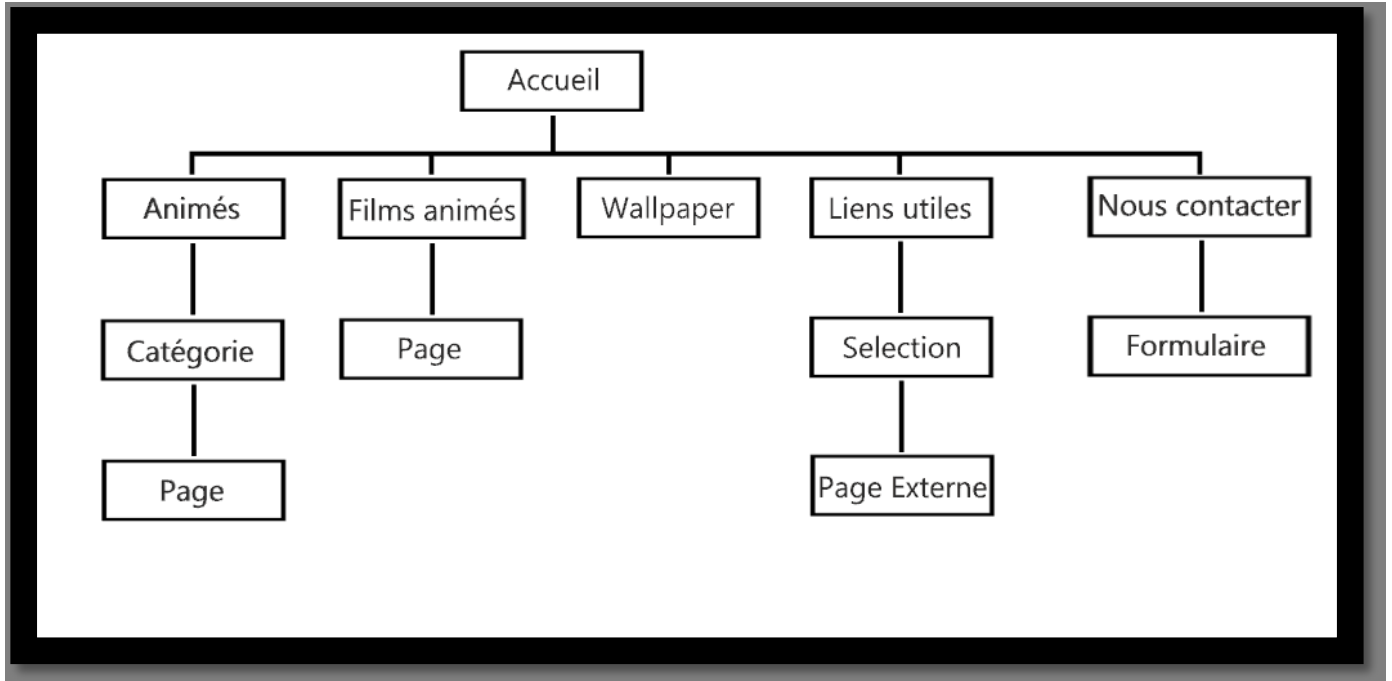 Accueil
Animés
Films animés
Wallpaper
Liens utiles
Nous contacter
Catégorie
Page
Selection
Formulaire
Page
Page Externe